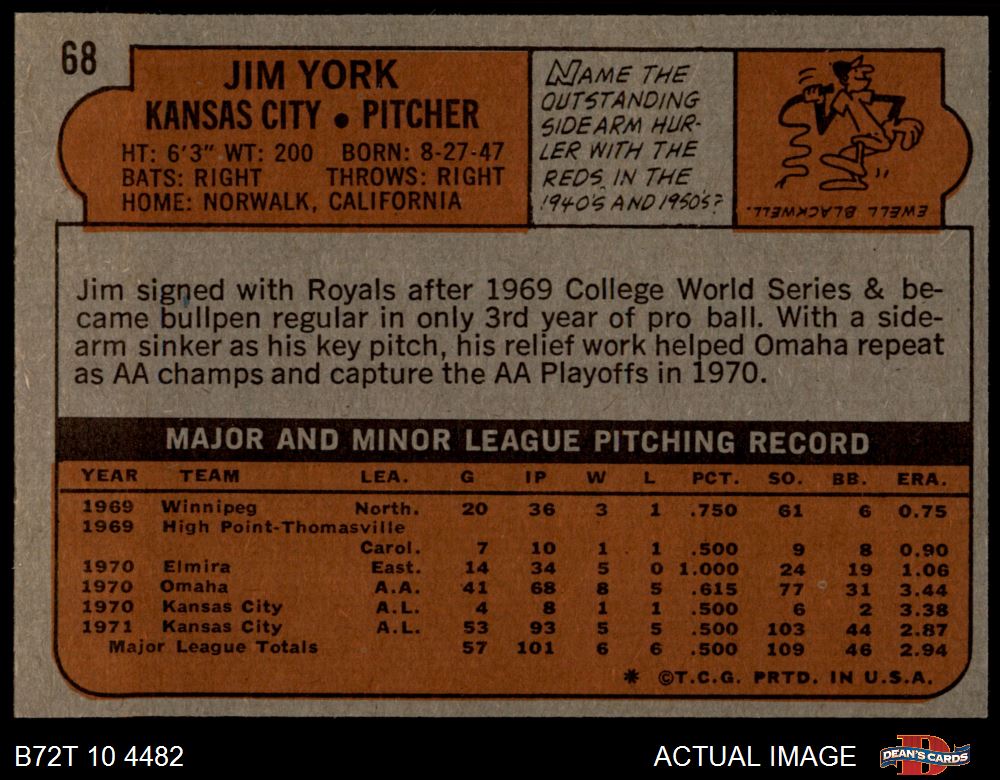 68
JIM YORK
KANSAS CITY • PITCHER
HT: 6'3" WT: 200 BORN: 8-27-47
BATS: RIGHT THROWS: RIGHT
HOME: NORWALK, CALIFORNIA
NAME THE
OUTSTANDING
SIDEARM HUR-
LER WITH THE
REDS IN THE
1940'S AND 1950'S?
EWELL BLACKWELL.
Jim signed with Royals after 1969 College World Series & be-
came bullpen regular in only 3rd year of pro ball. With a side-
arm sinker as his key pitch, his relief work helped Omaha repeat
as AA champs and capture the AA Playoffs in 1970.
MAJOR AND MINOR LEAGUE PITCHING RECORD
YEAR TEAM LEA. G IP W L PCT. SO. BB. ERA.
1969 Winnipeg North. 20 36 3 1 .750 61 6 0.75
1969 High Point-Thomasville
Carol. 7 10 1 1 .500 9 8 0.90
1970 Elmira East. 14 34 5 0 1.000 24 19 1.06
1970 Omaha A.A. 41 68 8 5 .615 77 31 3.44
1970 Kansas City A.L. 4 8 1 1 .500 6 2 3.38
1971 Kansas City A.L. 53 93 5 5 .500 103 44 2.87
Major League Totals 57 101 6 6 .500 109 46 2.94
* ©T.C.G. PRTD. IN U.S.A.
B72T 10 4482
ACTUAL IMAGE
DEAN'S CARDS